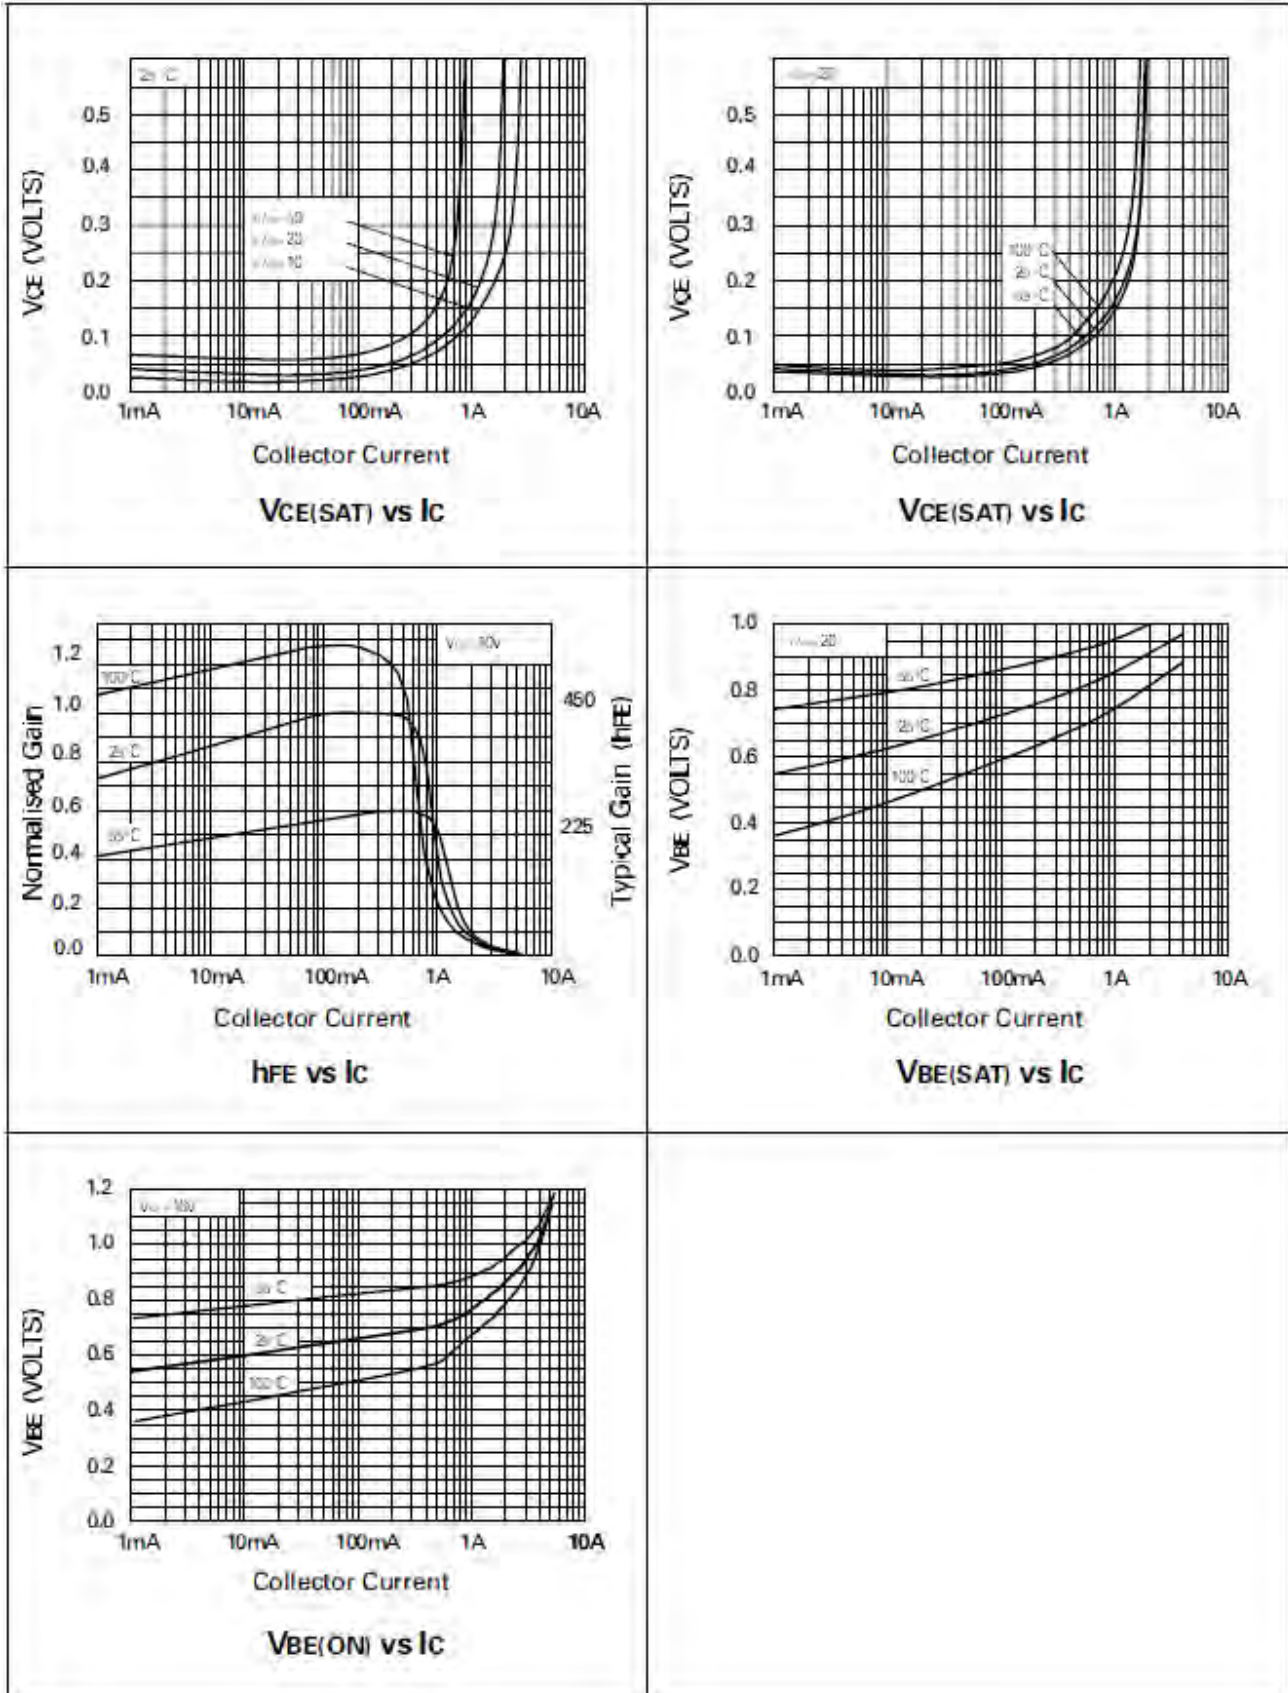 VCE (VOLTS)
0.5
0.4
0.3
0.2
0.1
0.0
1mA 10mA 100mA 1A 10A
Collector Current
VCE(SAT) vs IC
VCE (VOLTS)
0.5
0.4
0.3
0.2
0.1
0.0
100°C
1mA 10mA 100mA 1A 10A
Collector Current
VCE(SAT) vs IC
Normalised Gain
1.2
1.0
0.8
0.6
0.4
0.2
0.0
100°C
450
225
Typical Gain (hFE)
1mA 10mA 100mA 1A 10A
Collector Current
hFE vs IC
VBE (VOLTS)
1.0
0.8
0.6
0.4
0.2
0.0
100°C
1mA 10mA 100mA 1A 10A
Collector Current
VBE(SAT) vs IC
VBE (VOLTS)
1.2
1.0
0.8
0.6
0.4
0.2
0.0
100°C
1mA 10mA 100mA 1A 10A
Collector Current
VBE(ON) vs IC